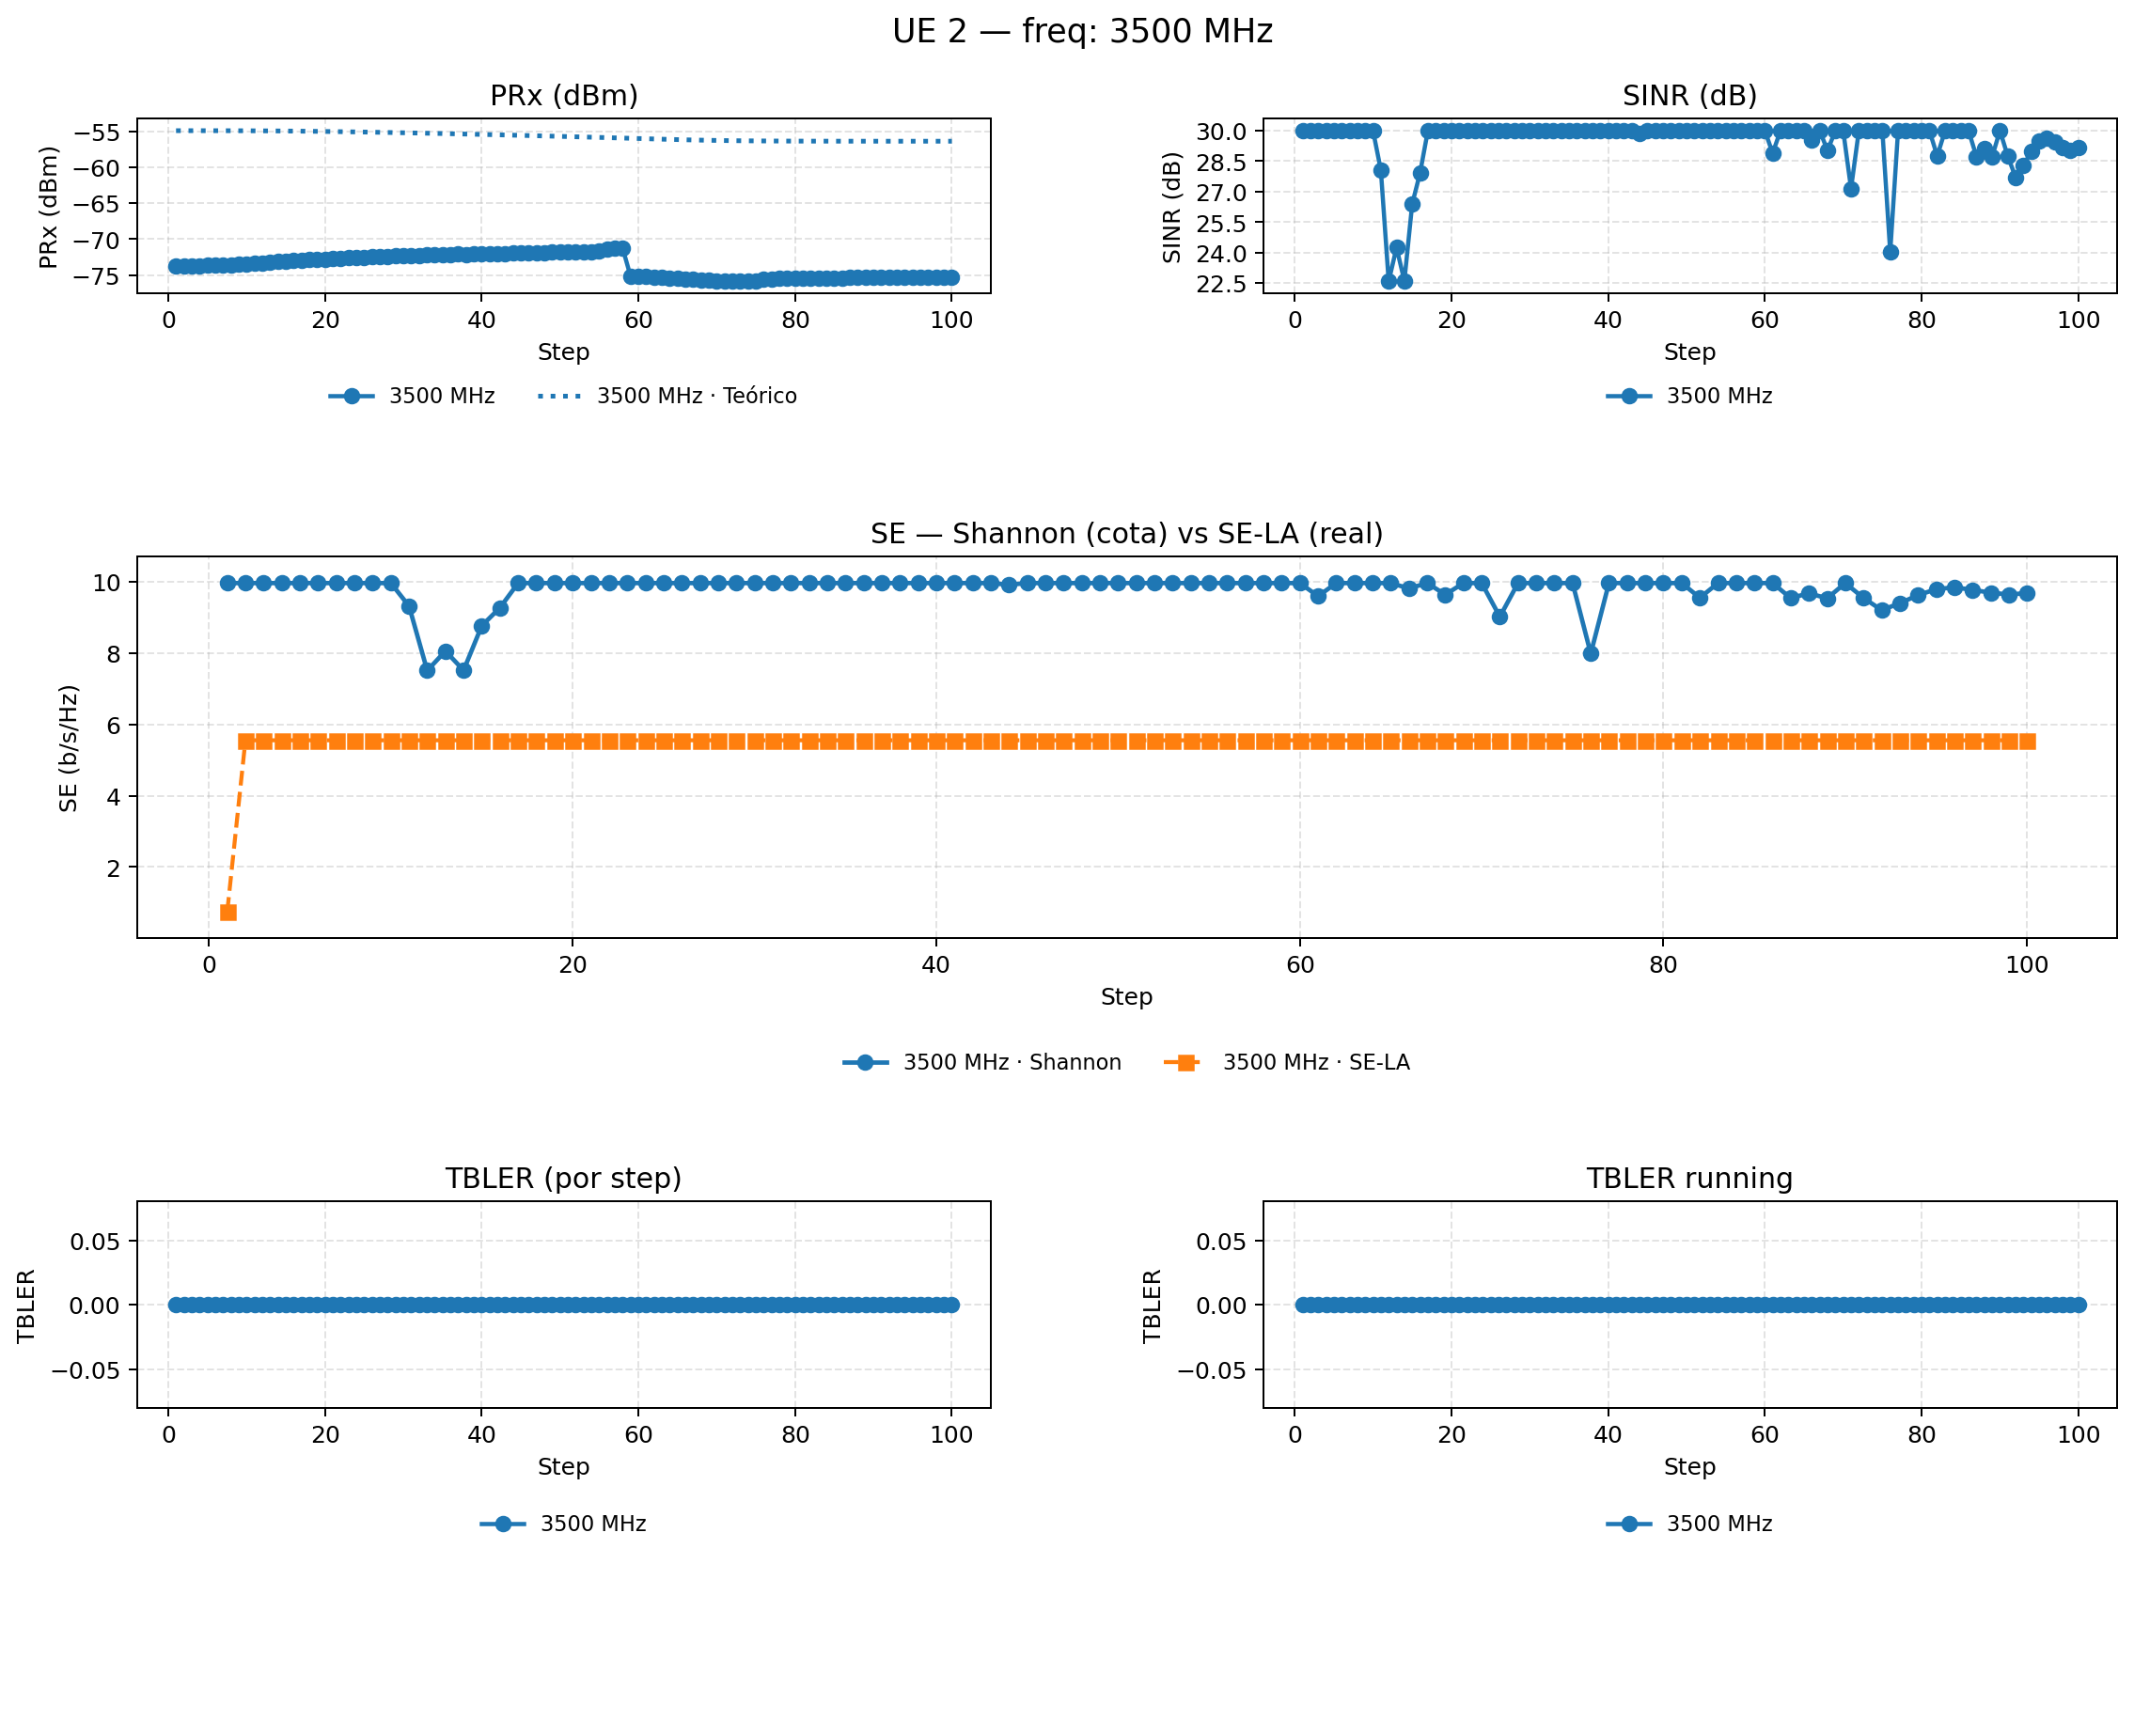 UE 2 — freq: 3500 MHz
PRx (dBm)
PRx (dBm)
−55
−60
−65
−70
−75
0 20 40 60 80 100
Step
3500 MHz 3500 MHz · Teórico
SINR (dB)
SINR (dB)
30.0
28.5
27.0
25.5
24.0
22.5
0 20 40 60 80 100
Step
3500 MHz
SE — Shannon (cota) vs SE-LA (real)
SE (b/s/Hz)
10
8
6
4
2
0 20 40 60 80 100
Step
3500 MHz · Shannon 3500 MHz · SE-LA
TBLER (por step)
TBLER
0.05
0.00
−0.05
0 20 40 60 80 100
Step
3500 MHz
TBLER running
TBLER
0.05
0.00
−0.05
0 20 40 60 80 100
Step
3500 MHz